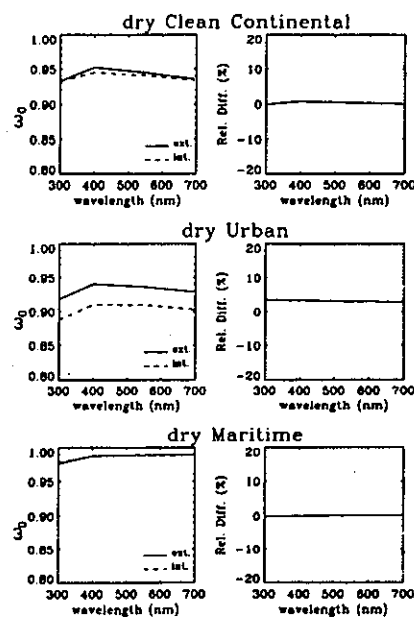 dry Clean Continental
1.00
0.95
0.90
0.85
0.80
ω₀
ext.
int.
300 400 500 600 700
wavelength (nm)
20
10
0
-10
-20
Rel. Diff. (%)
300 400 500 600 700
wavelength (nm)
dry Urban
1.00
0.95
0.90
0.85
0.80
ω₀
ext.
int.
300 400 500 600 700
wavelength (nm)
20
10
0
-10
-20
Rel. Diff. (%)
300 400 500 600 700
wavelength (nm)
dry Maritime
1.00
0.95
0.90
0.85
0.80
ω₀
ext.
int.
300 400 500 600 700
wavelength (nm)
20
10
0
-10
-20
Rel. Diff. (%)
300 400 500 600 700
wavelength (nm)